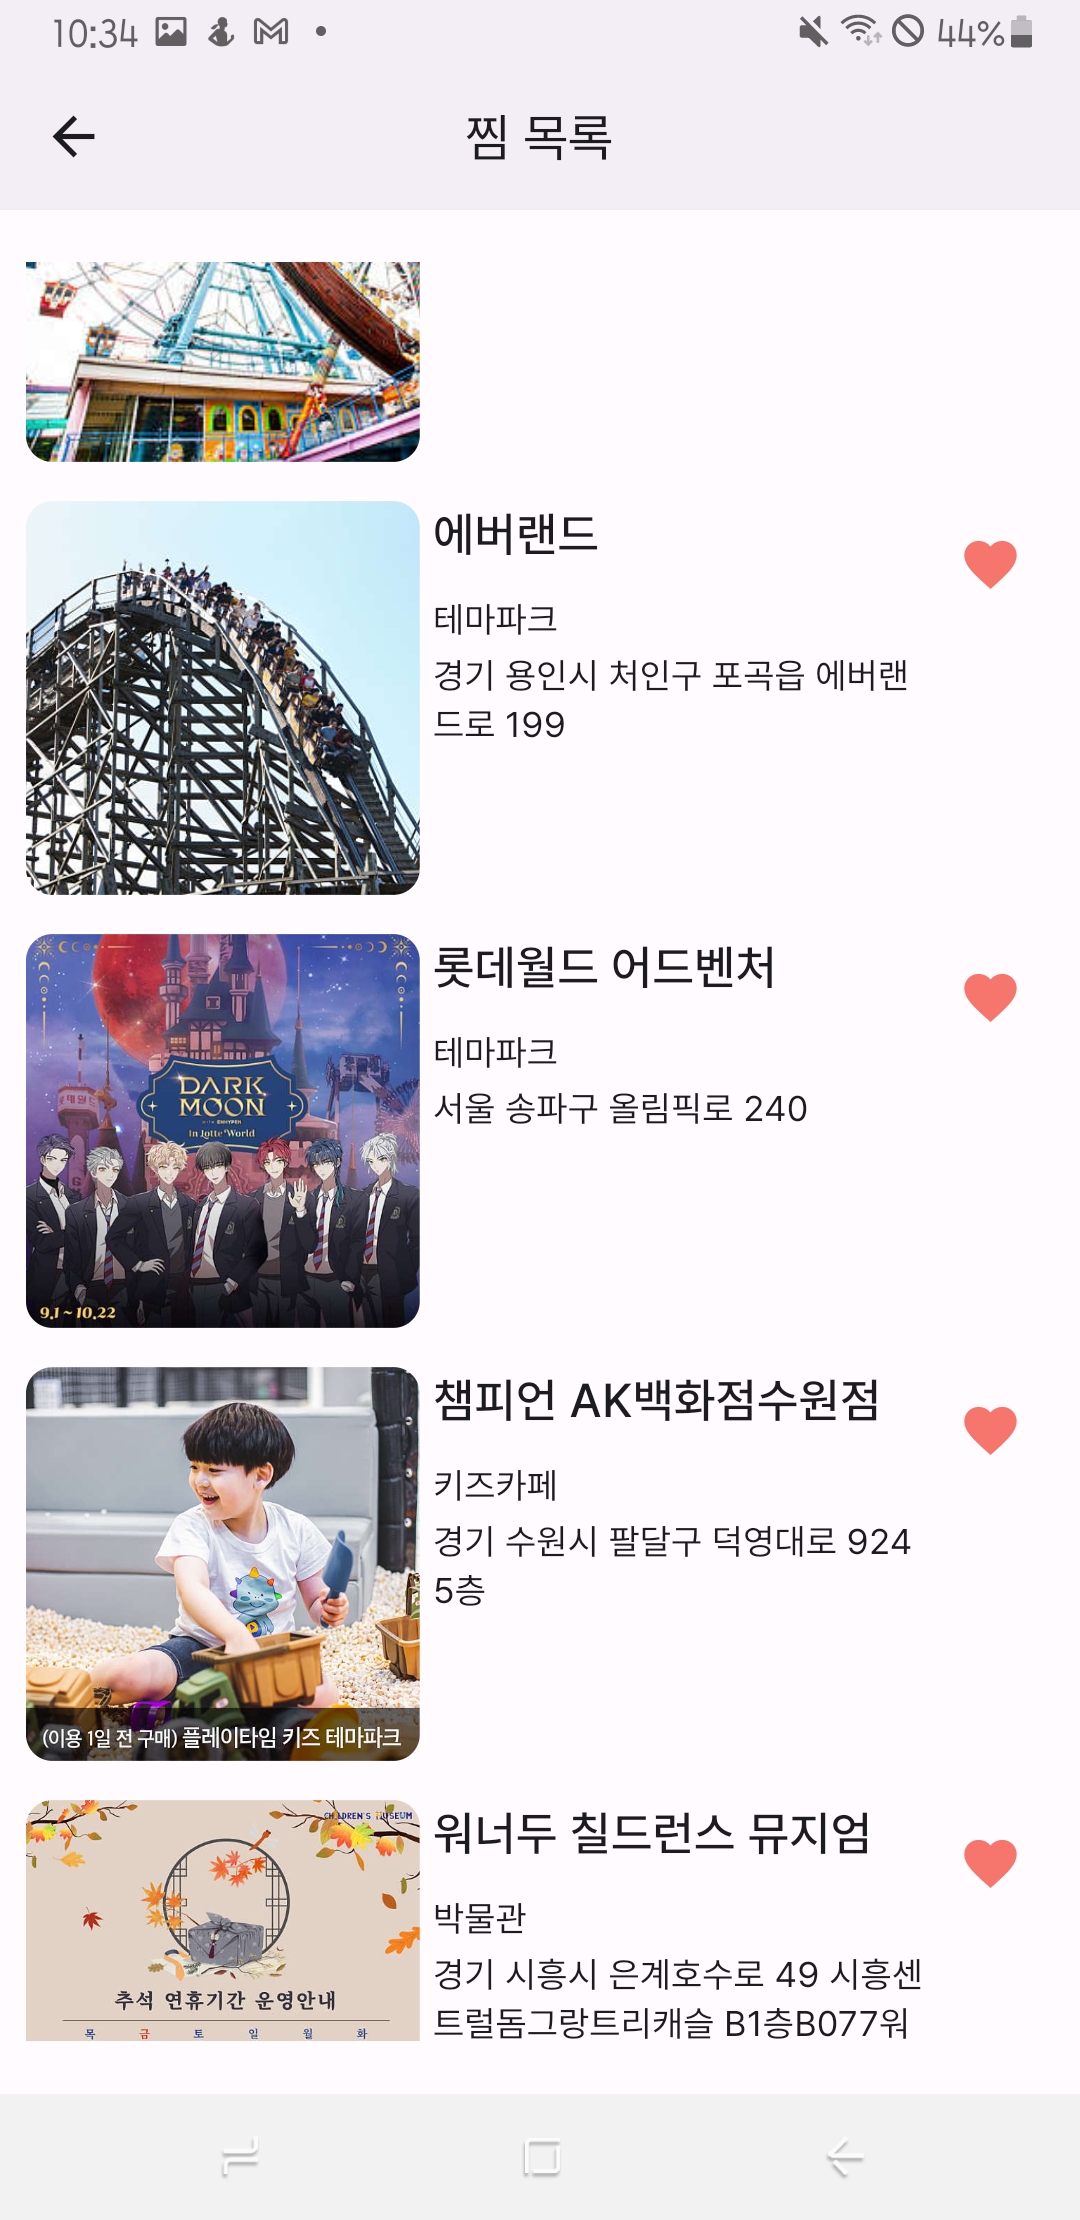 10:34
44%
찜 목록
에버랜드
테마파크
경기 용인시 처인구 포곡읍 에버랜
드로 199
롯데월드 어드벤처
테마파크
서울 송파구 올림픽로 240
롯데월드
DARK
MOON
WITH ENHYPEN
in Lotte World
9.1 ~ 10.22
챔피언 AK백화점수원점
키즈카페
경기 수원시 팔달구 덕영대로 924
5층
(이용 1일 전 구매) 플레이타임 키즈 테마파크
워너두 칠드런스 뮤지엄
박물관
경기 시흥시 은계호수로 49 시흥센
트럴돔그랑트리캐슬 B1층B077워
CHILDREN'S MUSEUM
추석 연휴기간 운영안내
목 금 토 일 월 화